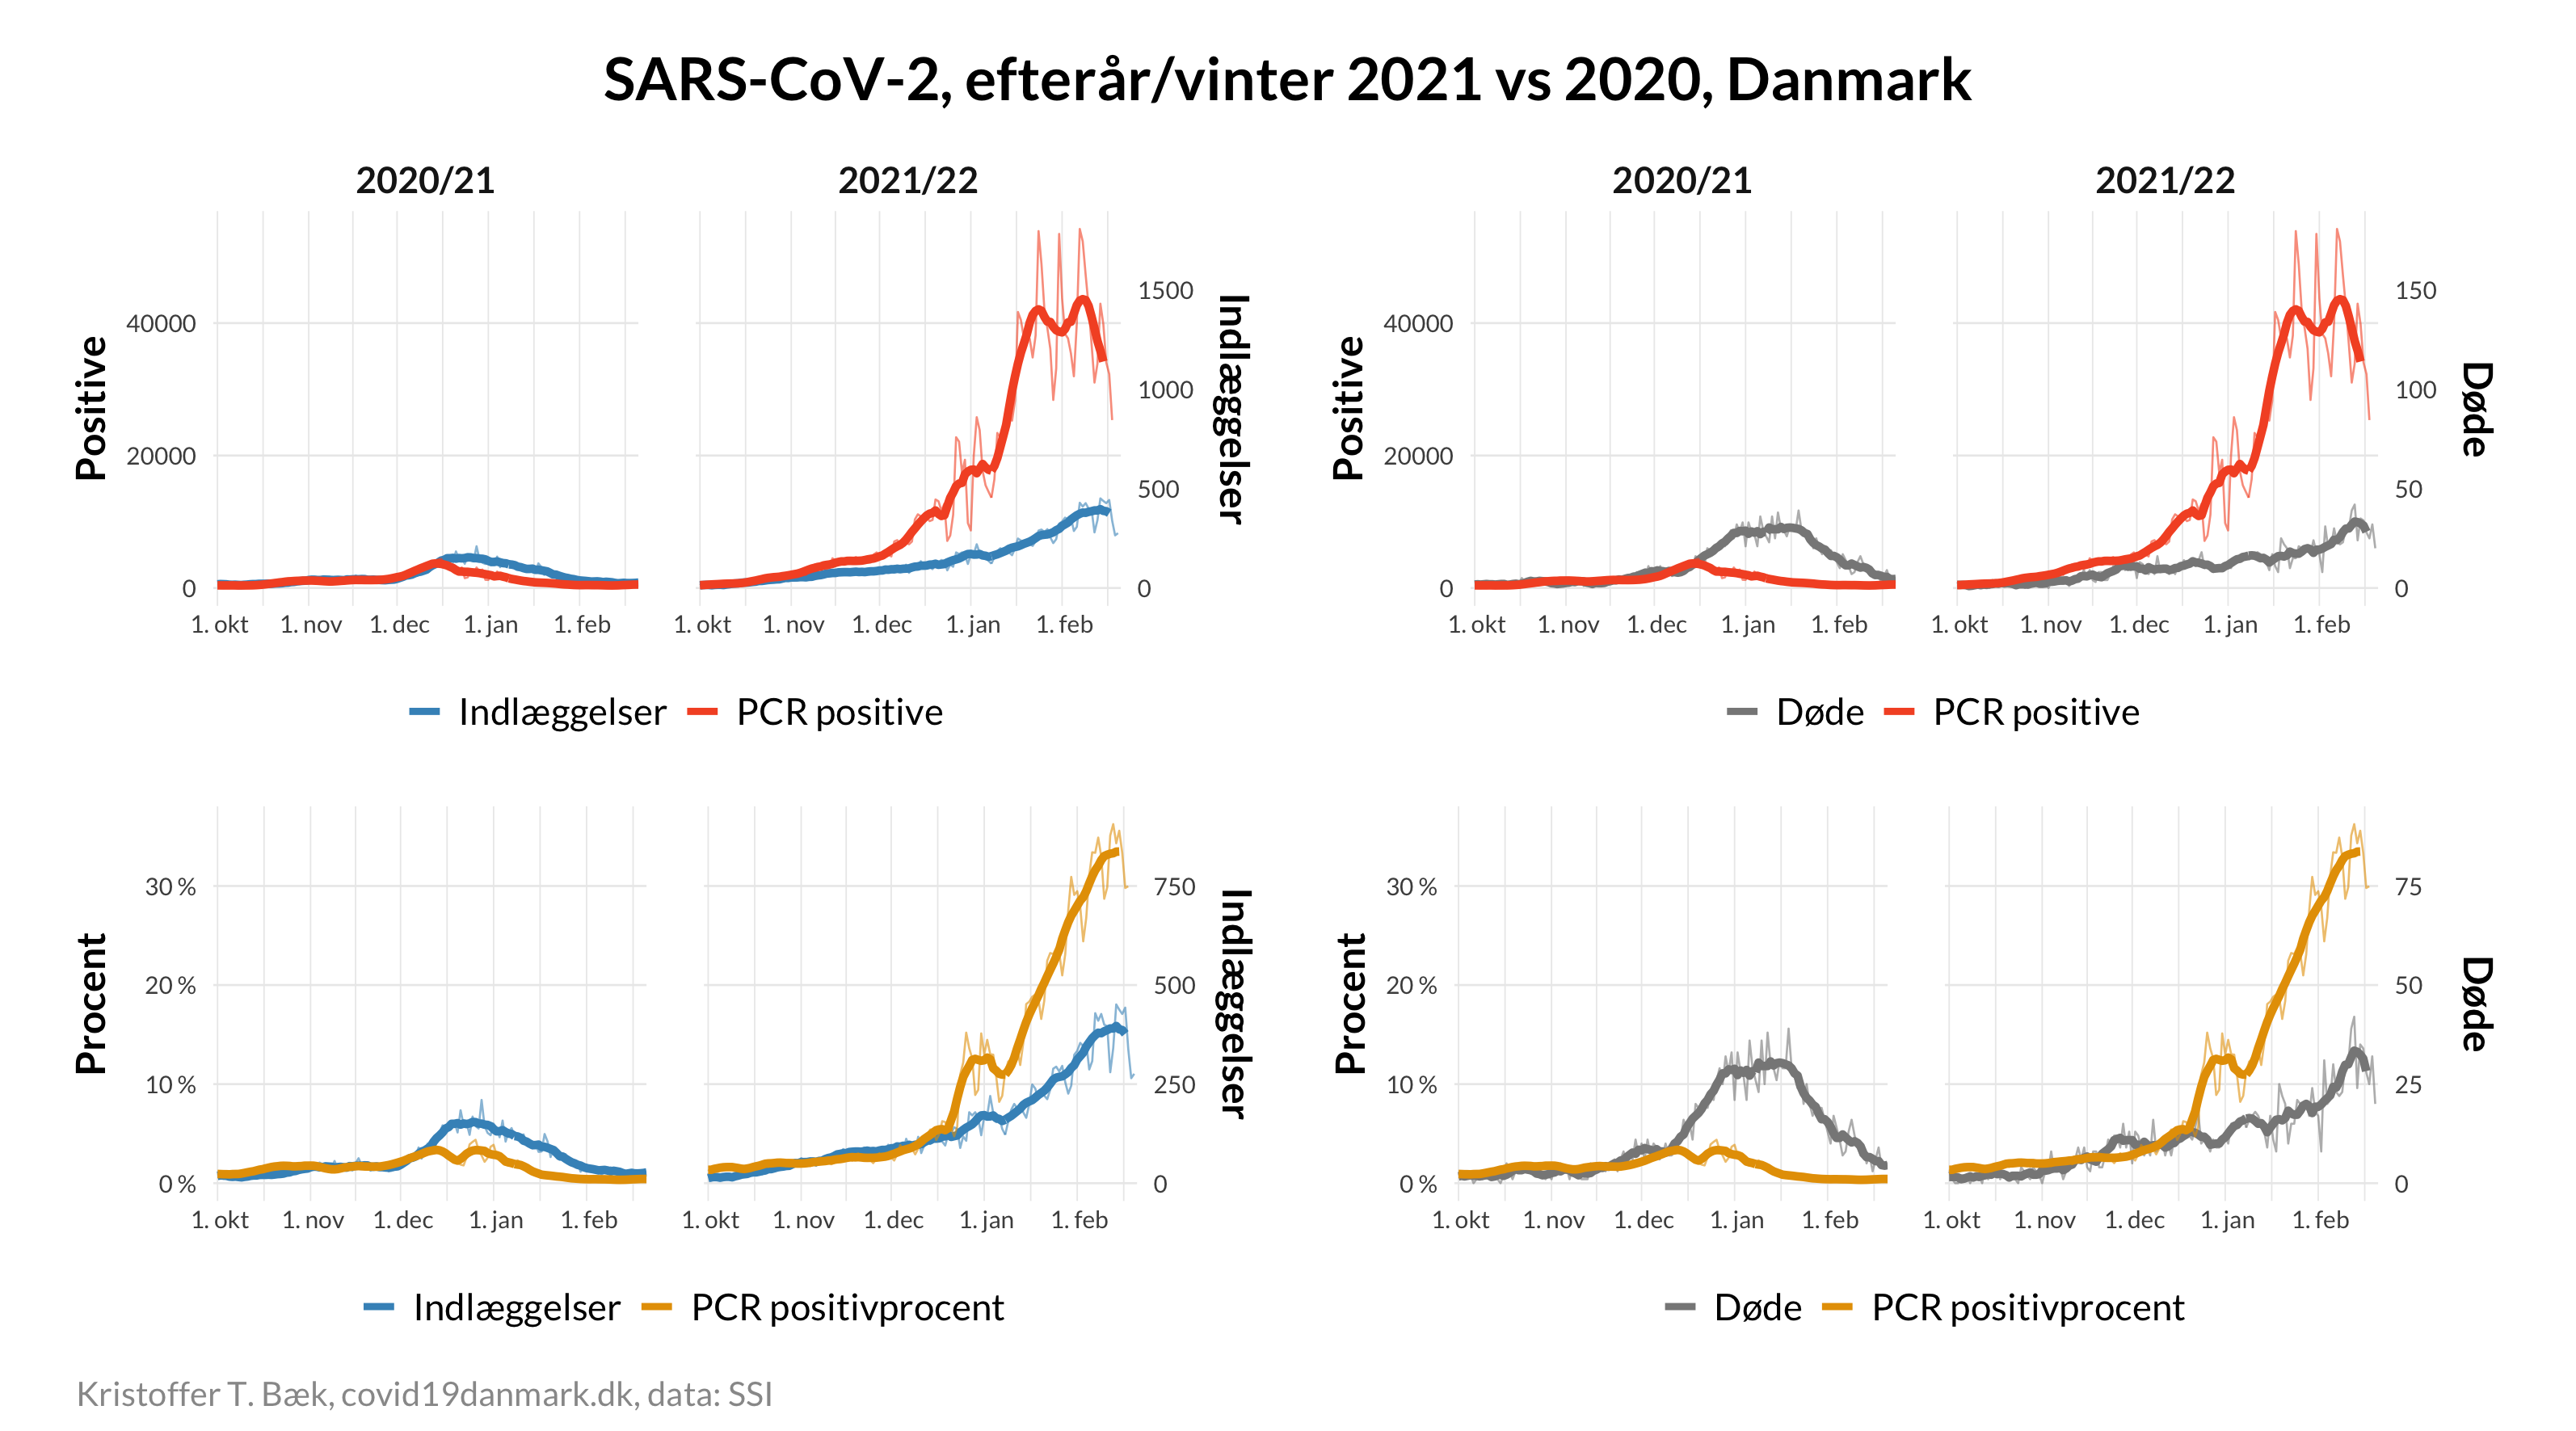 SARS-CoV-2, efterår/vinter 2021 vs 2020, Danmark
2020/21
2021/22
Positive
40000
20000
0
1500
1000
500
0
Indlæggelser
1. okt 1. nov 1. dec 1. jan 1. feb
1. okt 1. nov 1. dec 1. jan 1. feb
Indlæggelser PCR positive
2020/21
2021/22
Positive
40000
20000
0
150
100
50
0
Døde
1. okt 1. nov 1. dec 1. jan 1. feb
1. okt 1. nov 1. dec 1. jan 1. feb
Døde PCR positive
Procent
30 %
20 %
10 %
0 %
750
500
250
0
Indlæggelser
1. okt 1. nov 1. dec 1. jan 1. feb
1. okt 1. nov 1. dec 1. jan 1. feb
Indlæggelser PCR positivprocent
Procent
30 %
20 %
10 %
0 %
75
50
25
0
Døde
1. okt 1. nov 1. dec 1. jan 1. feb
1. okt 1. nov 1. dec 1. jan 1. feb
Døde PCR positivprocent
Kristoffer T. Bæk, covid19danmark.dk, data: SSI